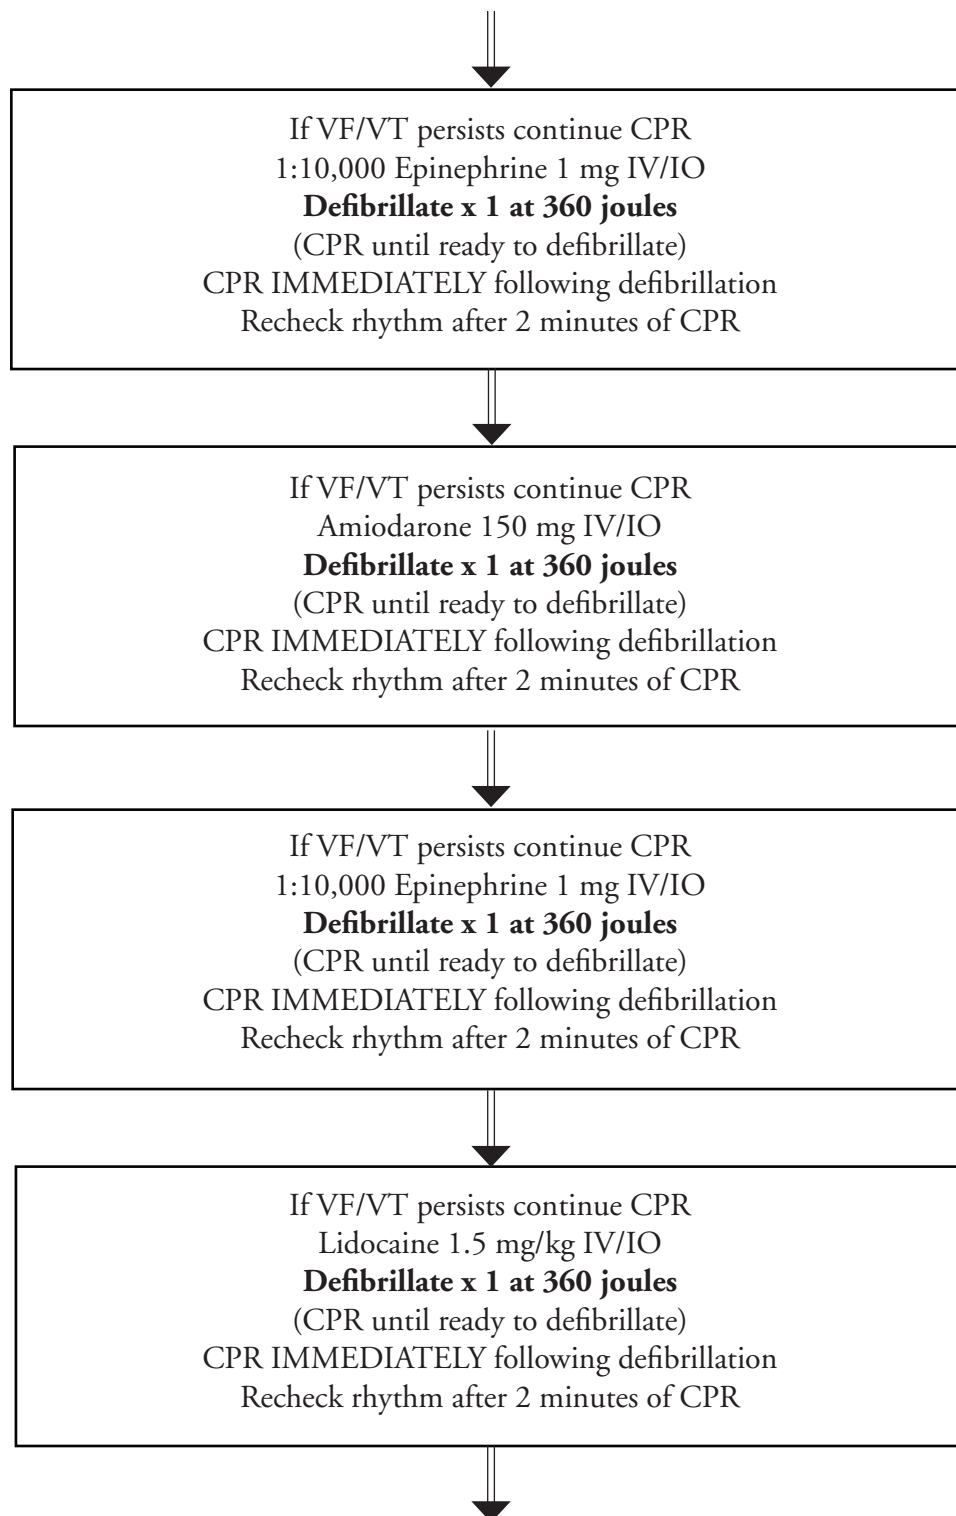 If VF/VT persists continue CPR
1:10,000 Epinephrine 1 mg IV/IO
Defibrillate x 1 at 360 joules
(CPR until ready to defibrillate)
CPR IMMEDIATELY following defibrillation
Recheck rhythm after 2 minutes of CPR
If VF/VT persists continue CPR
Amiodarone 150 mg IV/IO
Defibrillate x 1 at 360 joules
(CPR until ready to defibrillate)
CPR IMMEDIATELY following defibrillation
Recheck rhythm after 2 minutes of CPR
If VF/VT persists continue CPR
1:10,000 Epinephrine 1 mg IV/IO
Defibrillate x 1 at 360 joules
(CPR until ready to defibrillate)
CPR IMMEDIATELY following defibrillation
Recheck rhythm after 2 minutes of CPR
If VF/VT persists continue CPR
Lidocaine 1.5 mg/kg IV/IO
Defibrillate x 1 at 360 joules
(CPR until ready to defibrillate)
CPR IMMEDIATELY following defibrillation
Recheck rhythm after 2 minutes of CPR